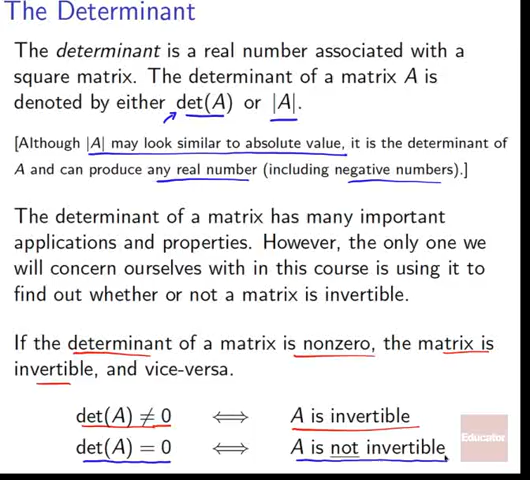 The Determinant
The determinant is a real number associated with a
square matrix. The determinant of a matrix A is
denoted by either det(A) or |A|.
[Although |A| may look similar to absolute value, it is the determinant of
A and can produce any real number (including negative numbers).]
The determinant of a matrix has many important
applications and properties. However, the only one we
will concern ourselves with in this course is using it to
find out whether or not a matrix is invertible.
If the determinant of a matrix is nonzero, the matrix is
invertible, and vice-versa.
det(A) ≠ 0 ⟺ A is invertible
det(A) = 0 ⟺ A is not invertible
Educator